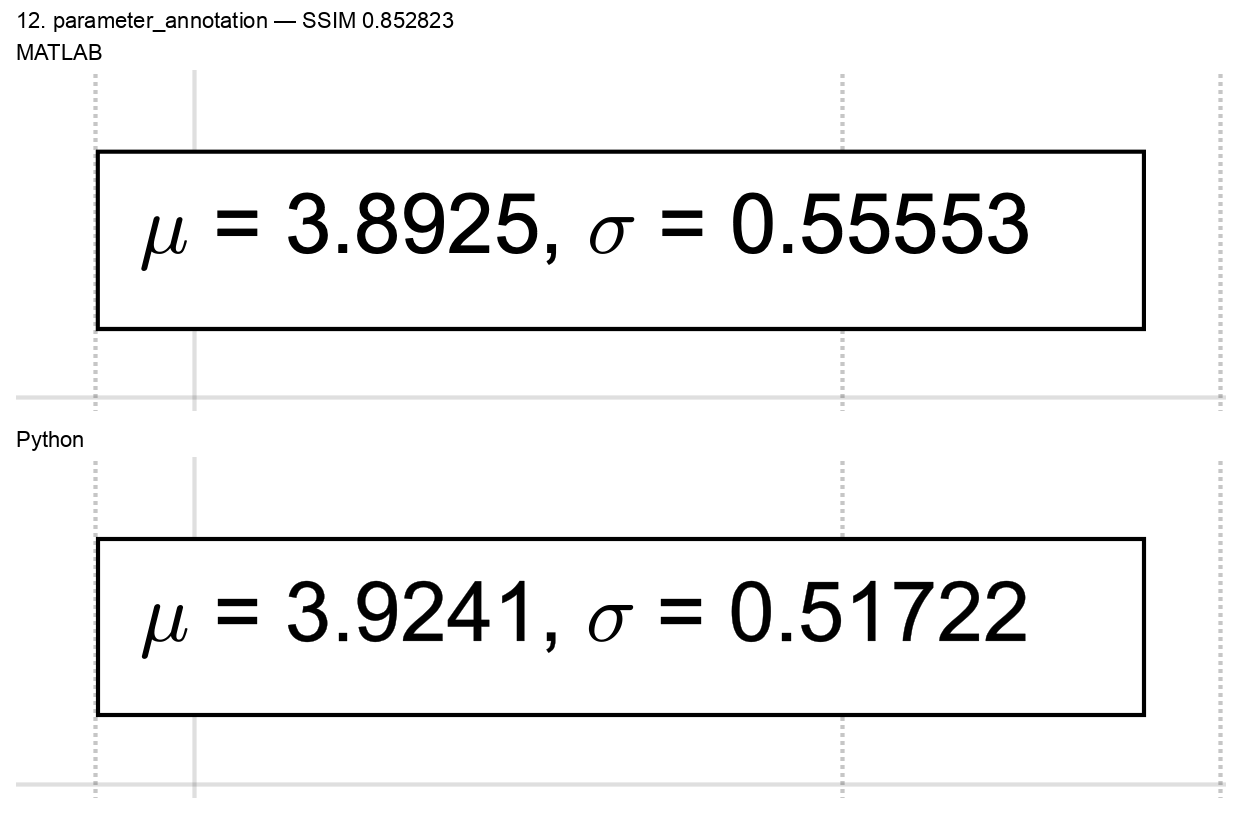 12. parameter_annotation — SSIM 0.852823
MATLAB
μ = 3.8925, σ = 0.55553
Python
μ = 3.9241, σ = 0.51722